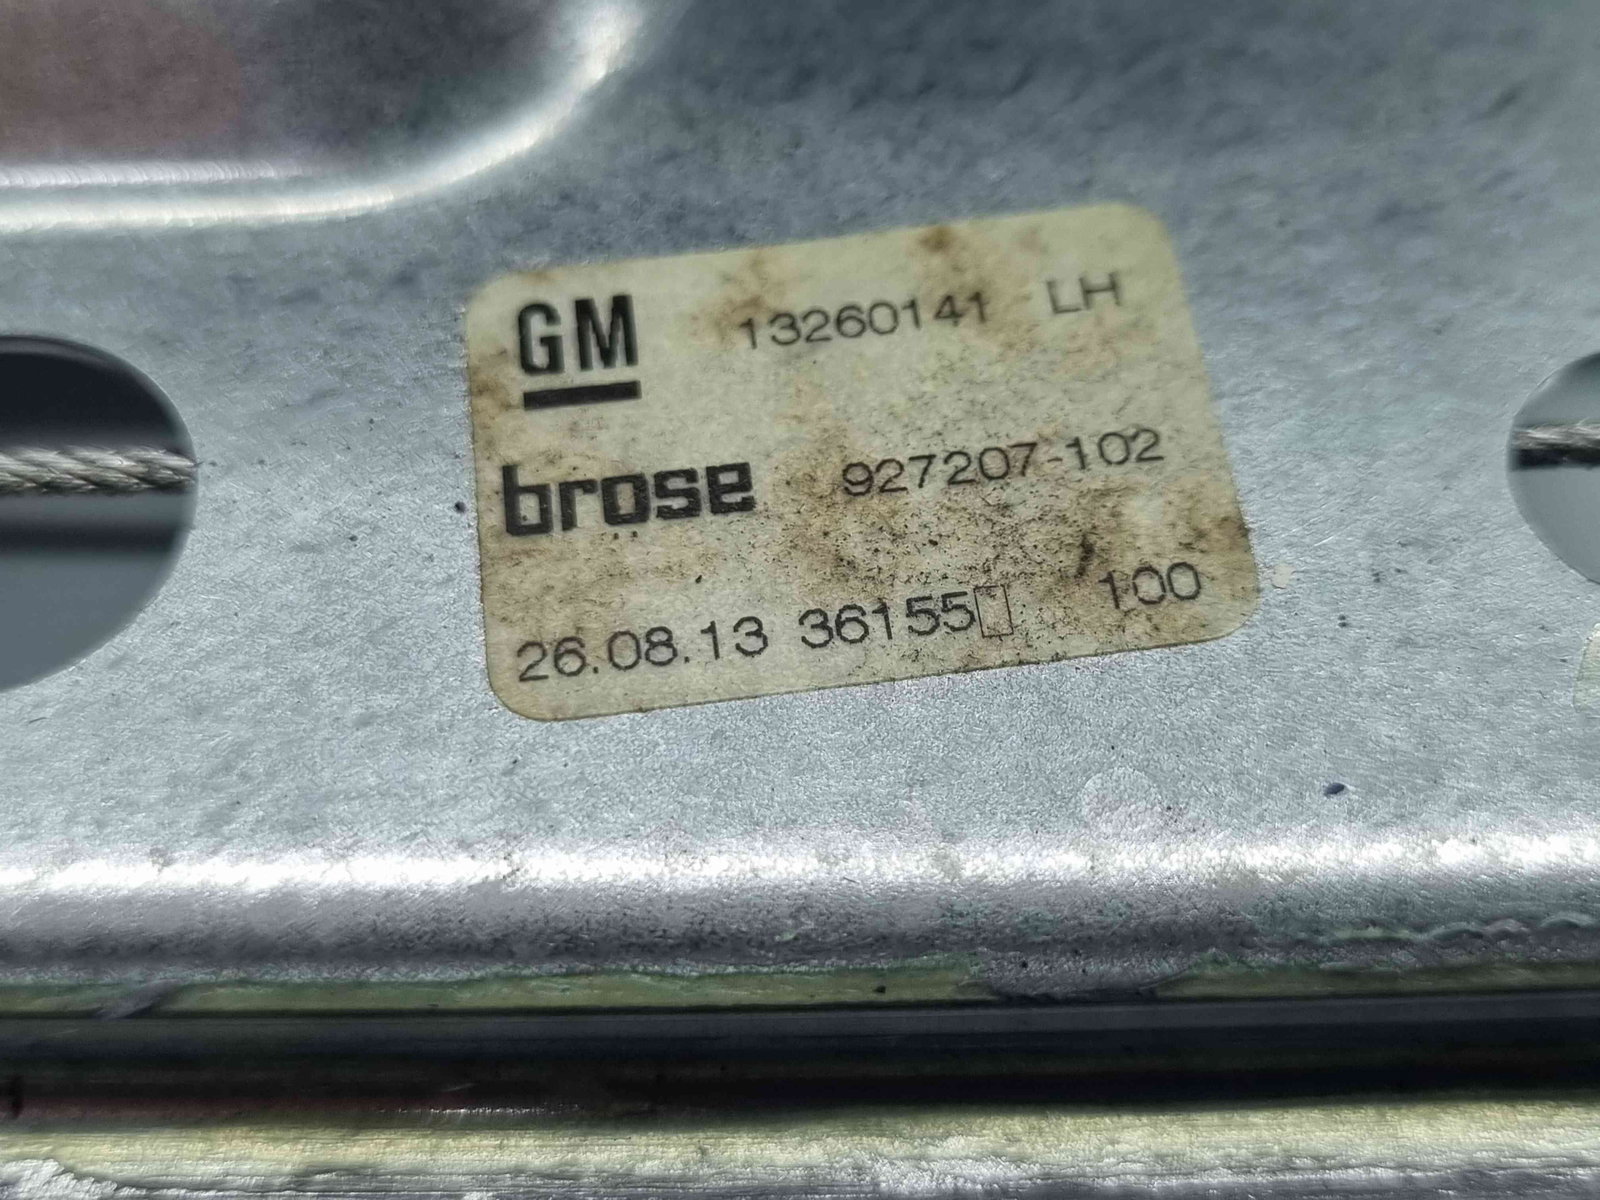 GM 13260141 LH
brose 927207-102
26.08.13 36155 100